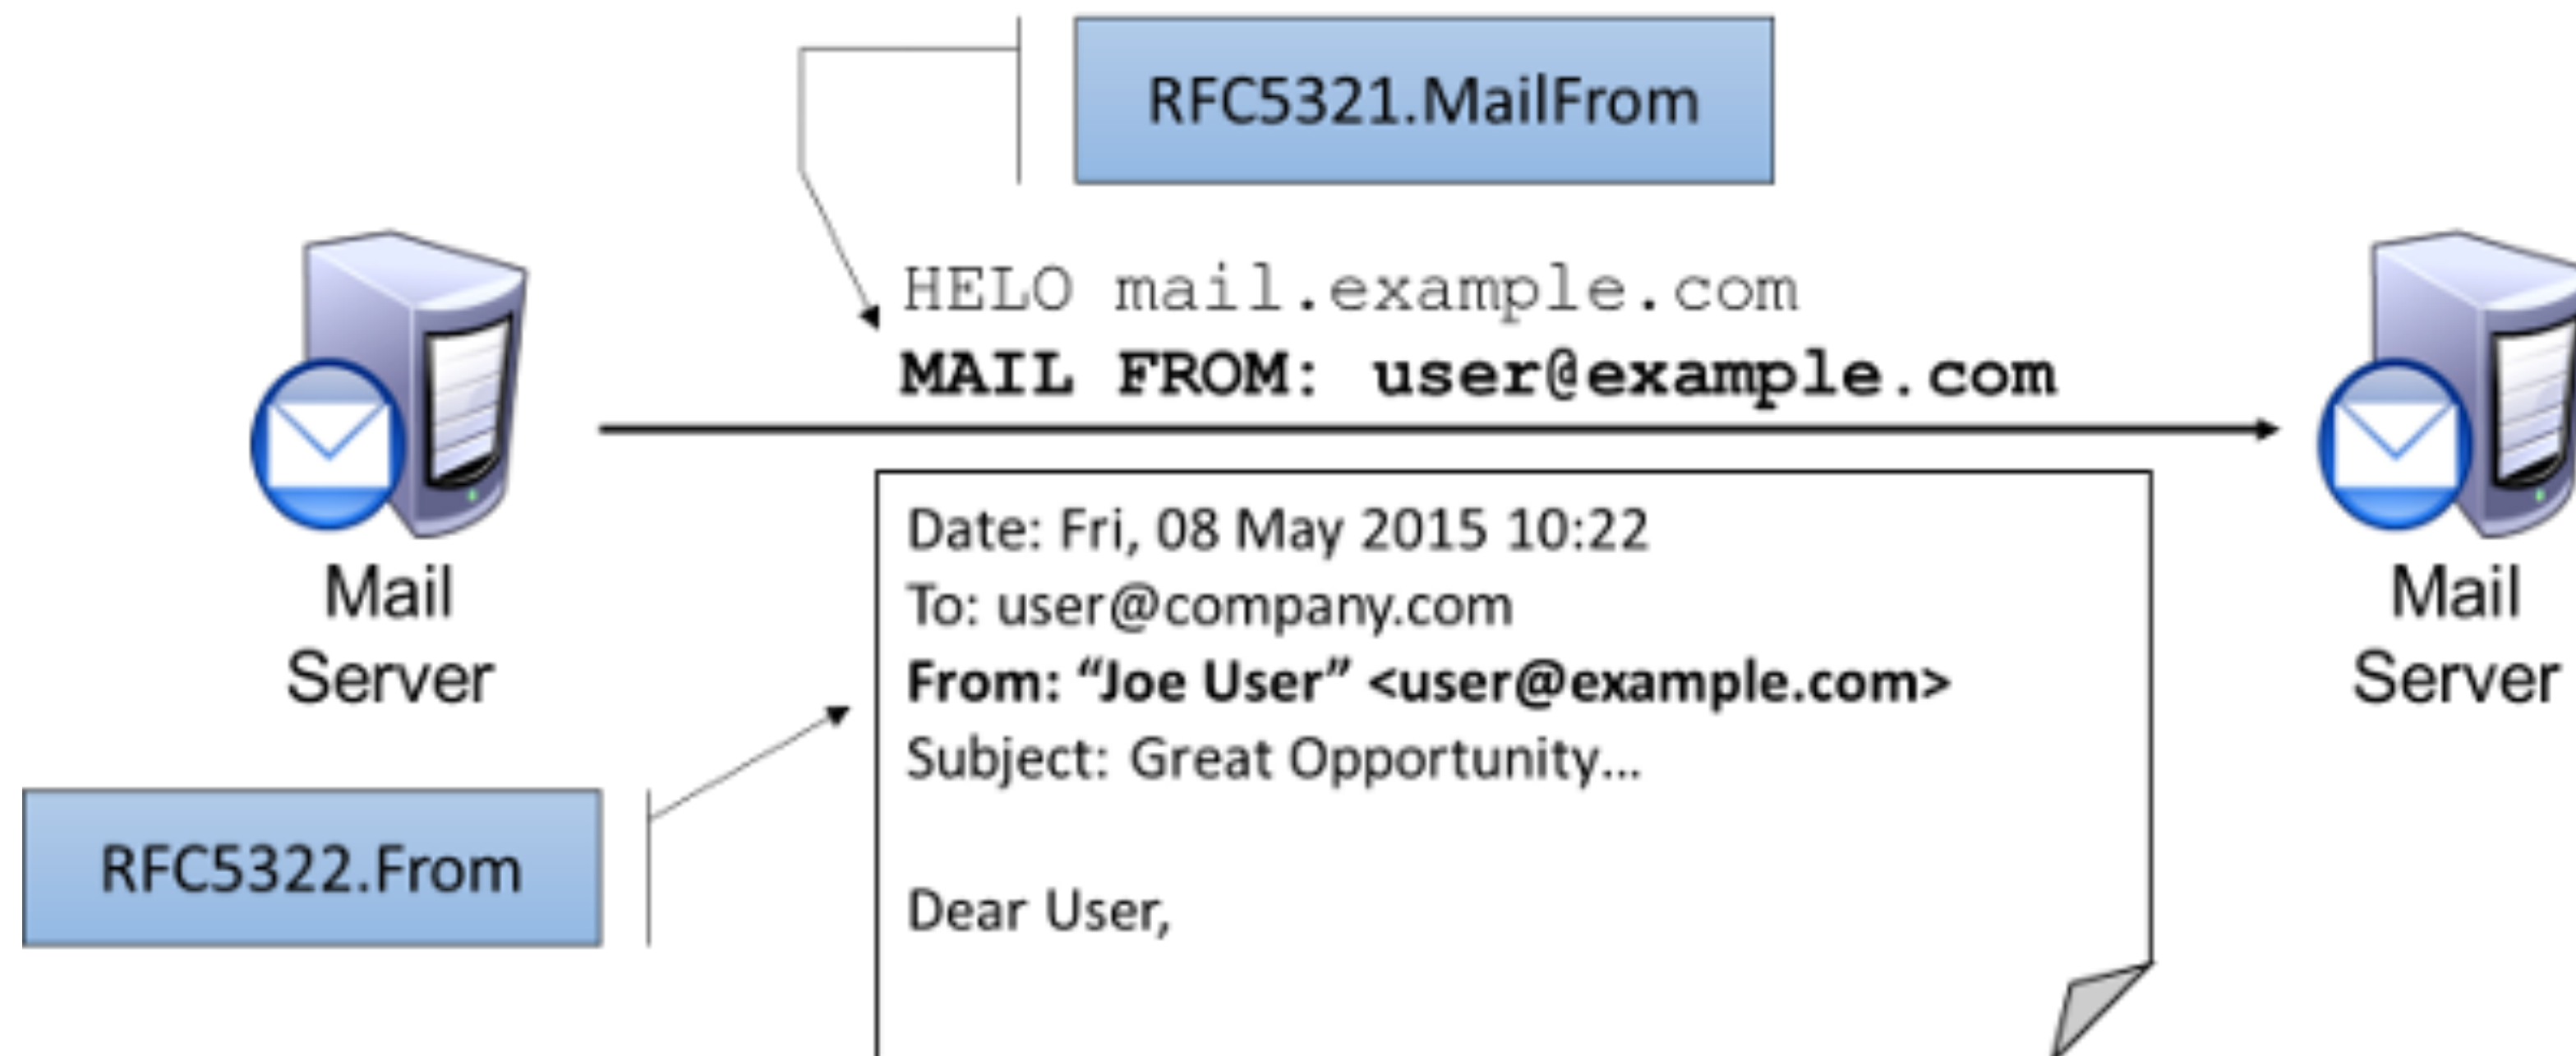 RFC5321.MailFrom
HELO mail.example.com
MAIL FROM: user@example.com
Mail
Server
Mail
Server
Date: Fri, 08 May 2015 10:22
To: user@company.com
From: “Joe User” <user@example.com>
Subject: Great Opportunity...
Dear User,
RFC5322.From